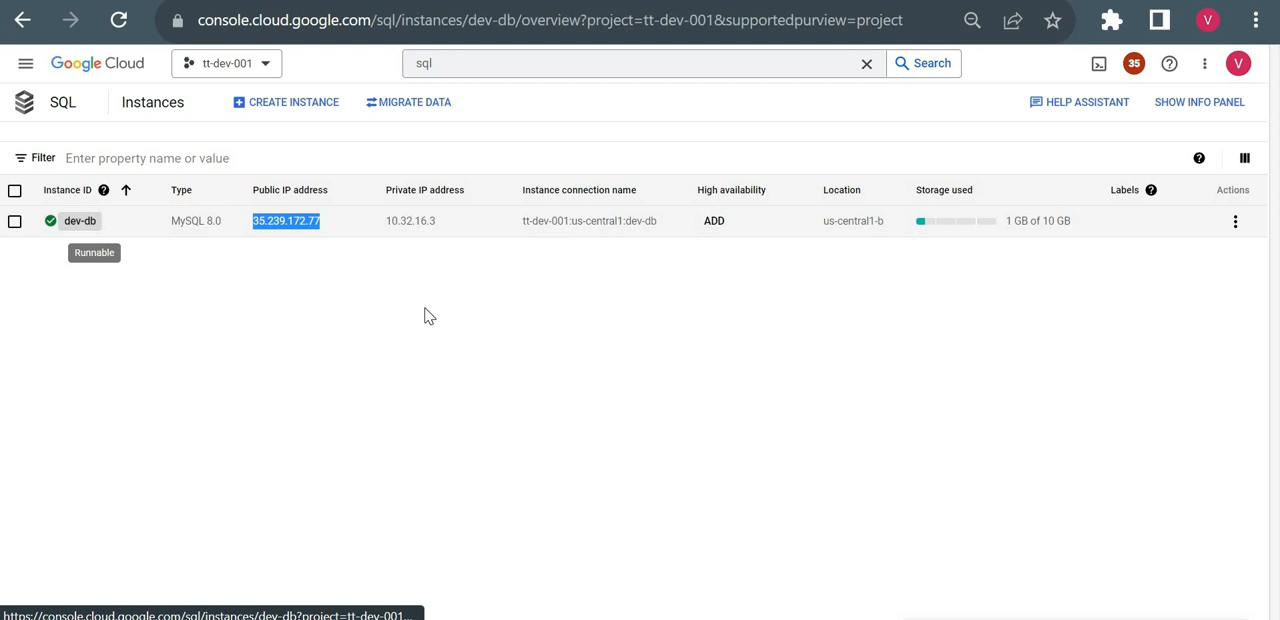 console.cloud.google.com/sql/instances/dev-db/overview?project=tt-dev-001&supportedpurview=project
V
Google Cloud
tt-dev-001
sql
Search
35
V
SQL
Instances
CREATE INSTANCE
MIGRATE DATA
HELP ASSISTANT
SHOW INFO PANEL
Filter Enter property name or value
Instance ID Type Public IP address Private IP address Instance connection name High availability Location Storage used Labels Actions
dev-db MySQL 8.0 35.239.172.77 10.32.16.3 tt-dev-001:us-central1:dev-db ADD us-central1-b 1 GB of 10 GB
Runnable
https://console.cloud.google.com/sql/instances/dev-db?project=tt-dev-001...